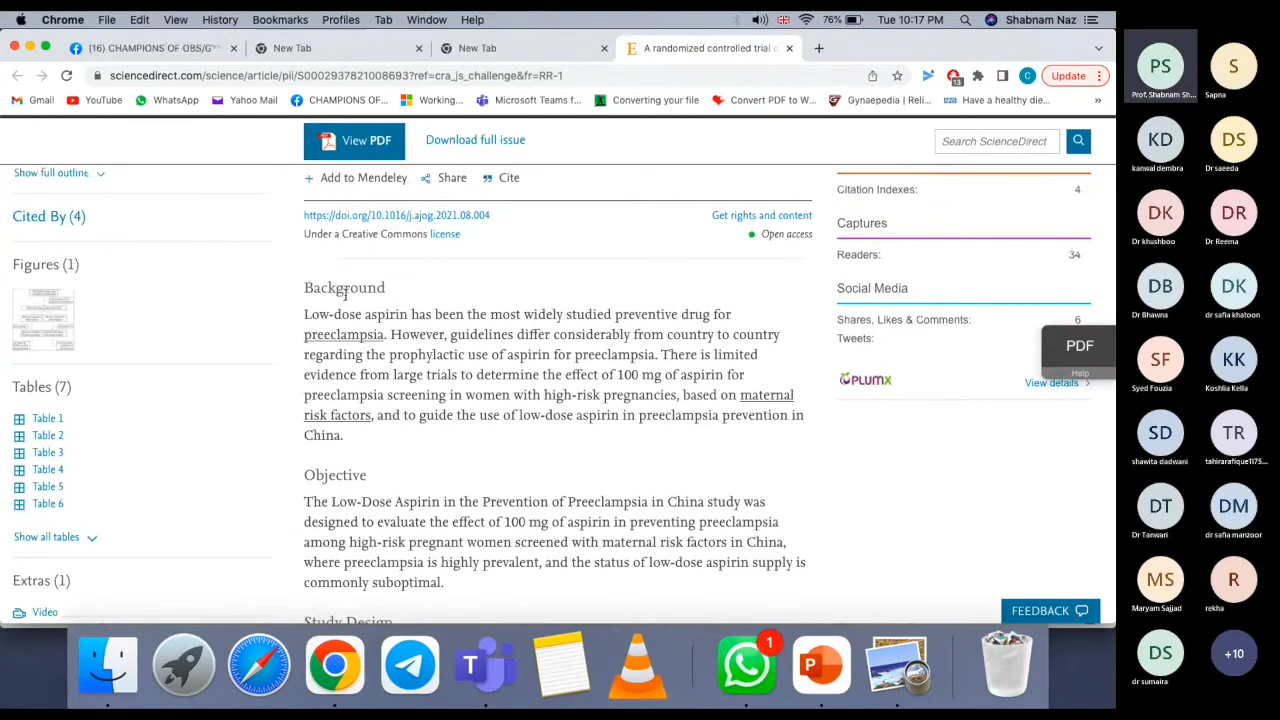 Chrome File Edit View History Bookmarks Profiles Tab Window Help 76% Tue 10:17 PM Shabnam Naz
(16) CHAMPIONS OF OBS/GY New Tab New Tab A randomized controlled trial o
sciencedirect.com/science/article/pii/S0002937821008693?ref=cra_js_challenge&fr=RR-1 13 C Update
Gmail YouTube WhatsApp Yahoo Mail CHAMPIONS OF... Working... Microsoft Teams f... Converting your file Convert PDF to W... Gynaepedia | Reli... Have a healthy die... »
View PDF Download full issue Search ScienceDirect
Show full outline
Cited By (4)
Figures (1)
Tables (7)
Table 1
Table 2
Table 3
Table 4
Table 5
Table 6
Show all tables
Extras (1)
Video
Add to Mendeley Share Cite
https://doi.org/10.1016/j.ajog.2021.08.004 Get rights and content
Under a Creative Commons license Open access
Background
Low-dose aspirin has been the most widely studied preventive drug for
preeclampsia. However, guidelines differ considerably from country to country
regarding the prophylactic use of aspirin for preeclampsia. There is limited
evidence from large trials to determine the effect of 100 mg of aspirin for
preeclampsia screening in women with high-risk pregnancies, based on maternal
risk factors, and to guide the use of low-dose aspirin in preeclampsia prevention in
China.
Objective
The Low-Dose Aspirin in the Prevention of Preeclampsia in China study was
designed to evaluate the effect of 100 mg of aspirin in preventing preeclampsia
among high-risk pregnant women screened with maternal risk factors in China,
where preeclampsia is highly prevalent, and the status of low-dose aspirin supply is
commonly suboptimal.
Study Design
Citation Indexes: 4
Captures
Readers: 34
Social Media
Shares, Likes & Comments: 6
Tweets:
PDF
Help
PLUMX View details
FEEDBACK
1
PS S
Prof. Shabnam Sh... Sapna
KD DS
kanwal dembra Dr saeeda
DK DR
Dr khushboo Dr Reema
DB DK
Dr Bhawna dr safia khatoon
SF KK
Syed Fouzia Koshlia Kella
SD TR
shawita dadwani tahirarafique1175...
DT DM
Dr Tanwari dr safia manzoor
MS R
Maryam Sajjad rekha
DS +10
dr sumaira